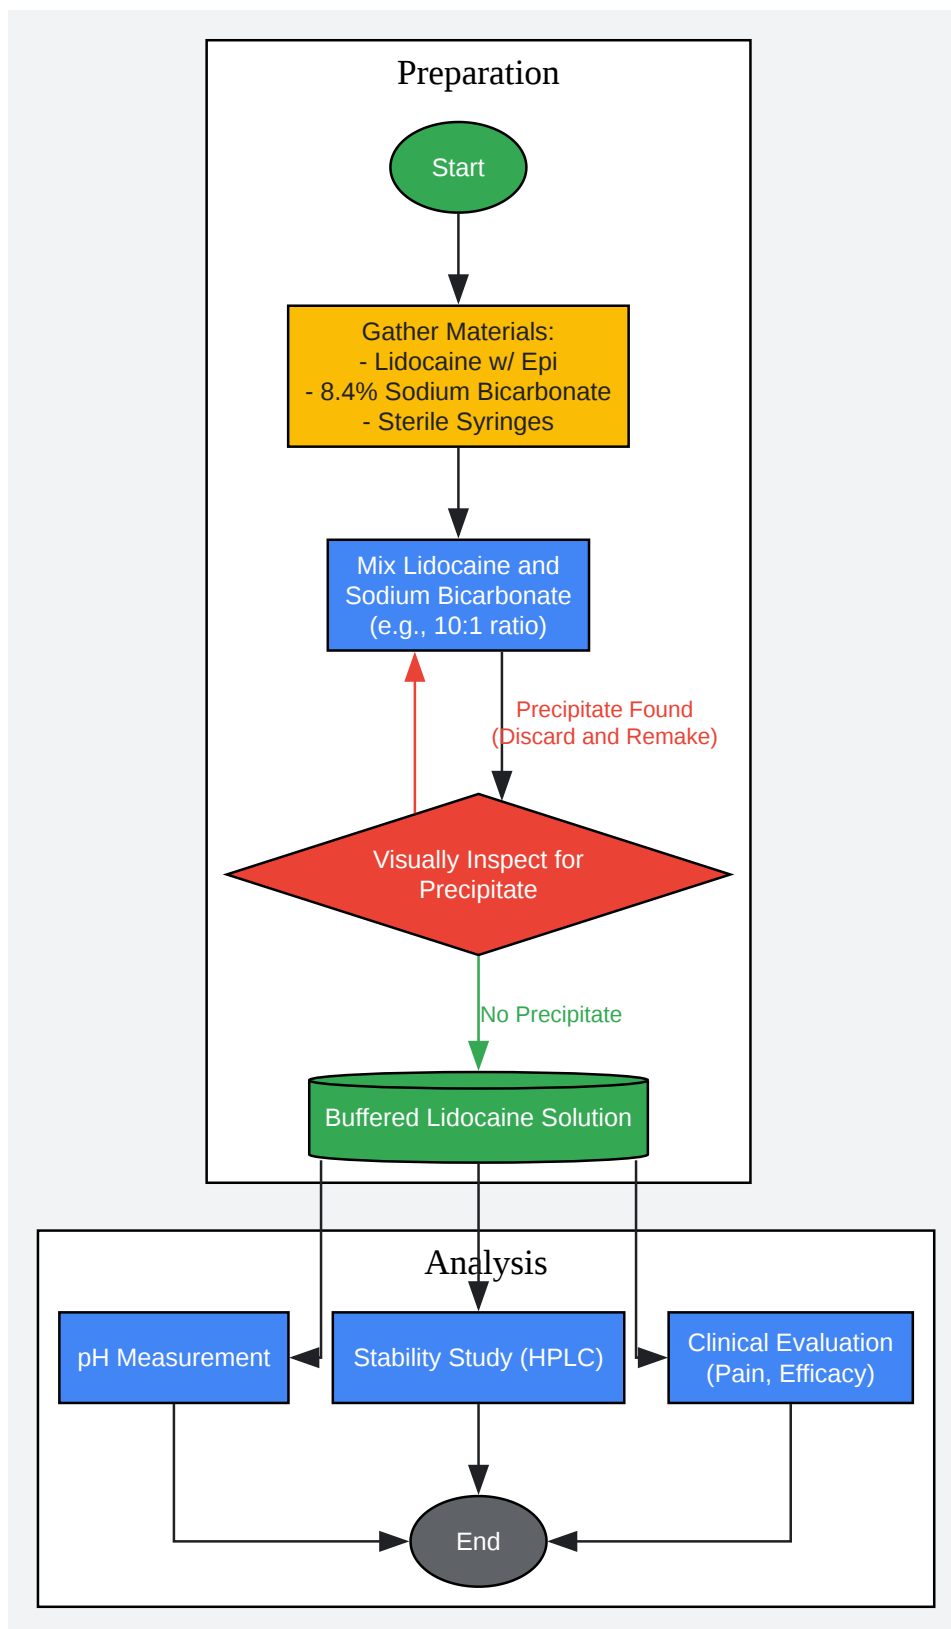 Preparation
Start
Gather Materials:
- Lidocaine w/ Epi
- 8.4% Sodium Bicarbonate
- Sterile Syringes
Mix Lidocaine and
Sodium Bicarbonate
(e.g., 10:1 ratio)
Precipitate Found
(Discard and Remake)
Visually Inspect for
Precipitate
No Precipitate
Buffered Lidocaine Solution
Analysis
pH Measurement
Stability Study (HPLC)
Clinical Evaluation
(Pain, Efficacy)
End